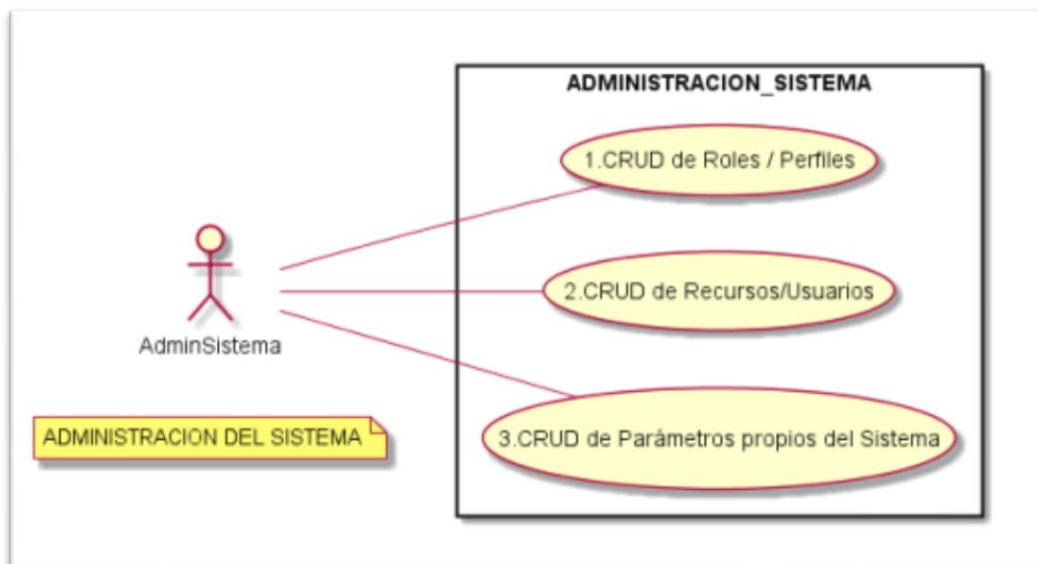 ADMINISTRACION_SISTEMA
1.CRUD de Roles / Perfiles
2.CRUD de Recursos/Usuarios
AdminSistema
ADMINISTRACION DEL SISTEMA
3.CRUD de Parámetros propios del Sistema